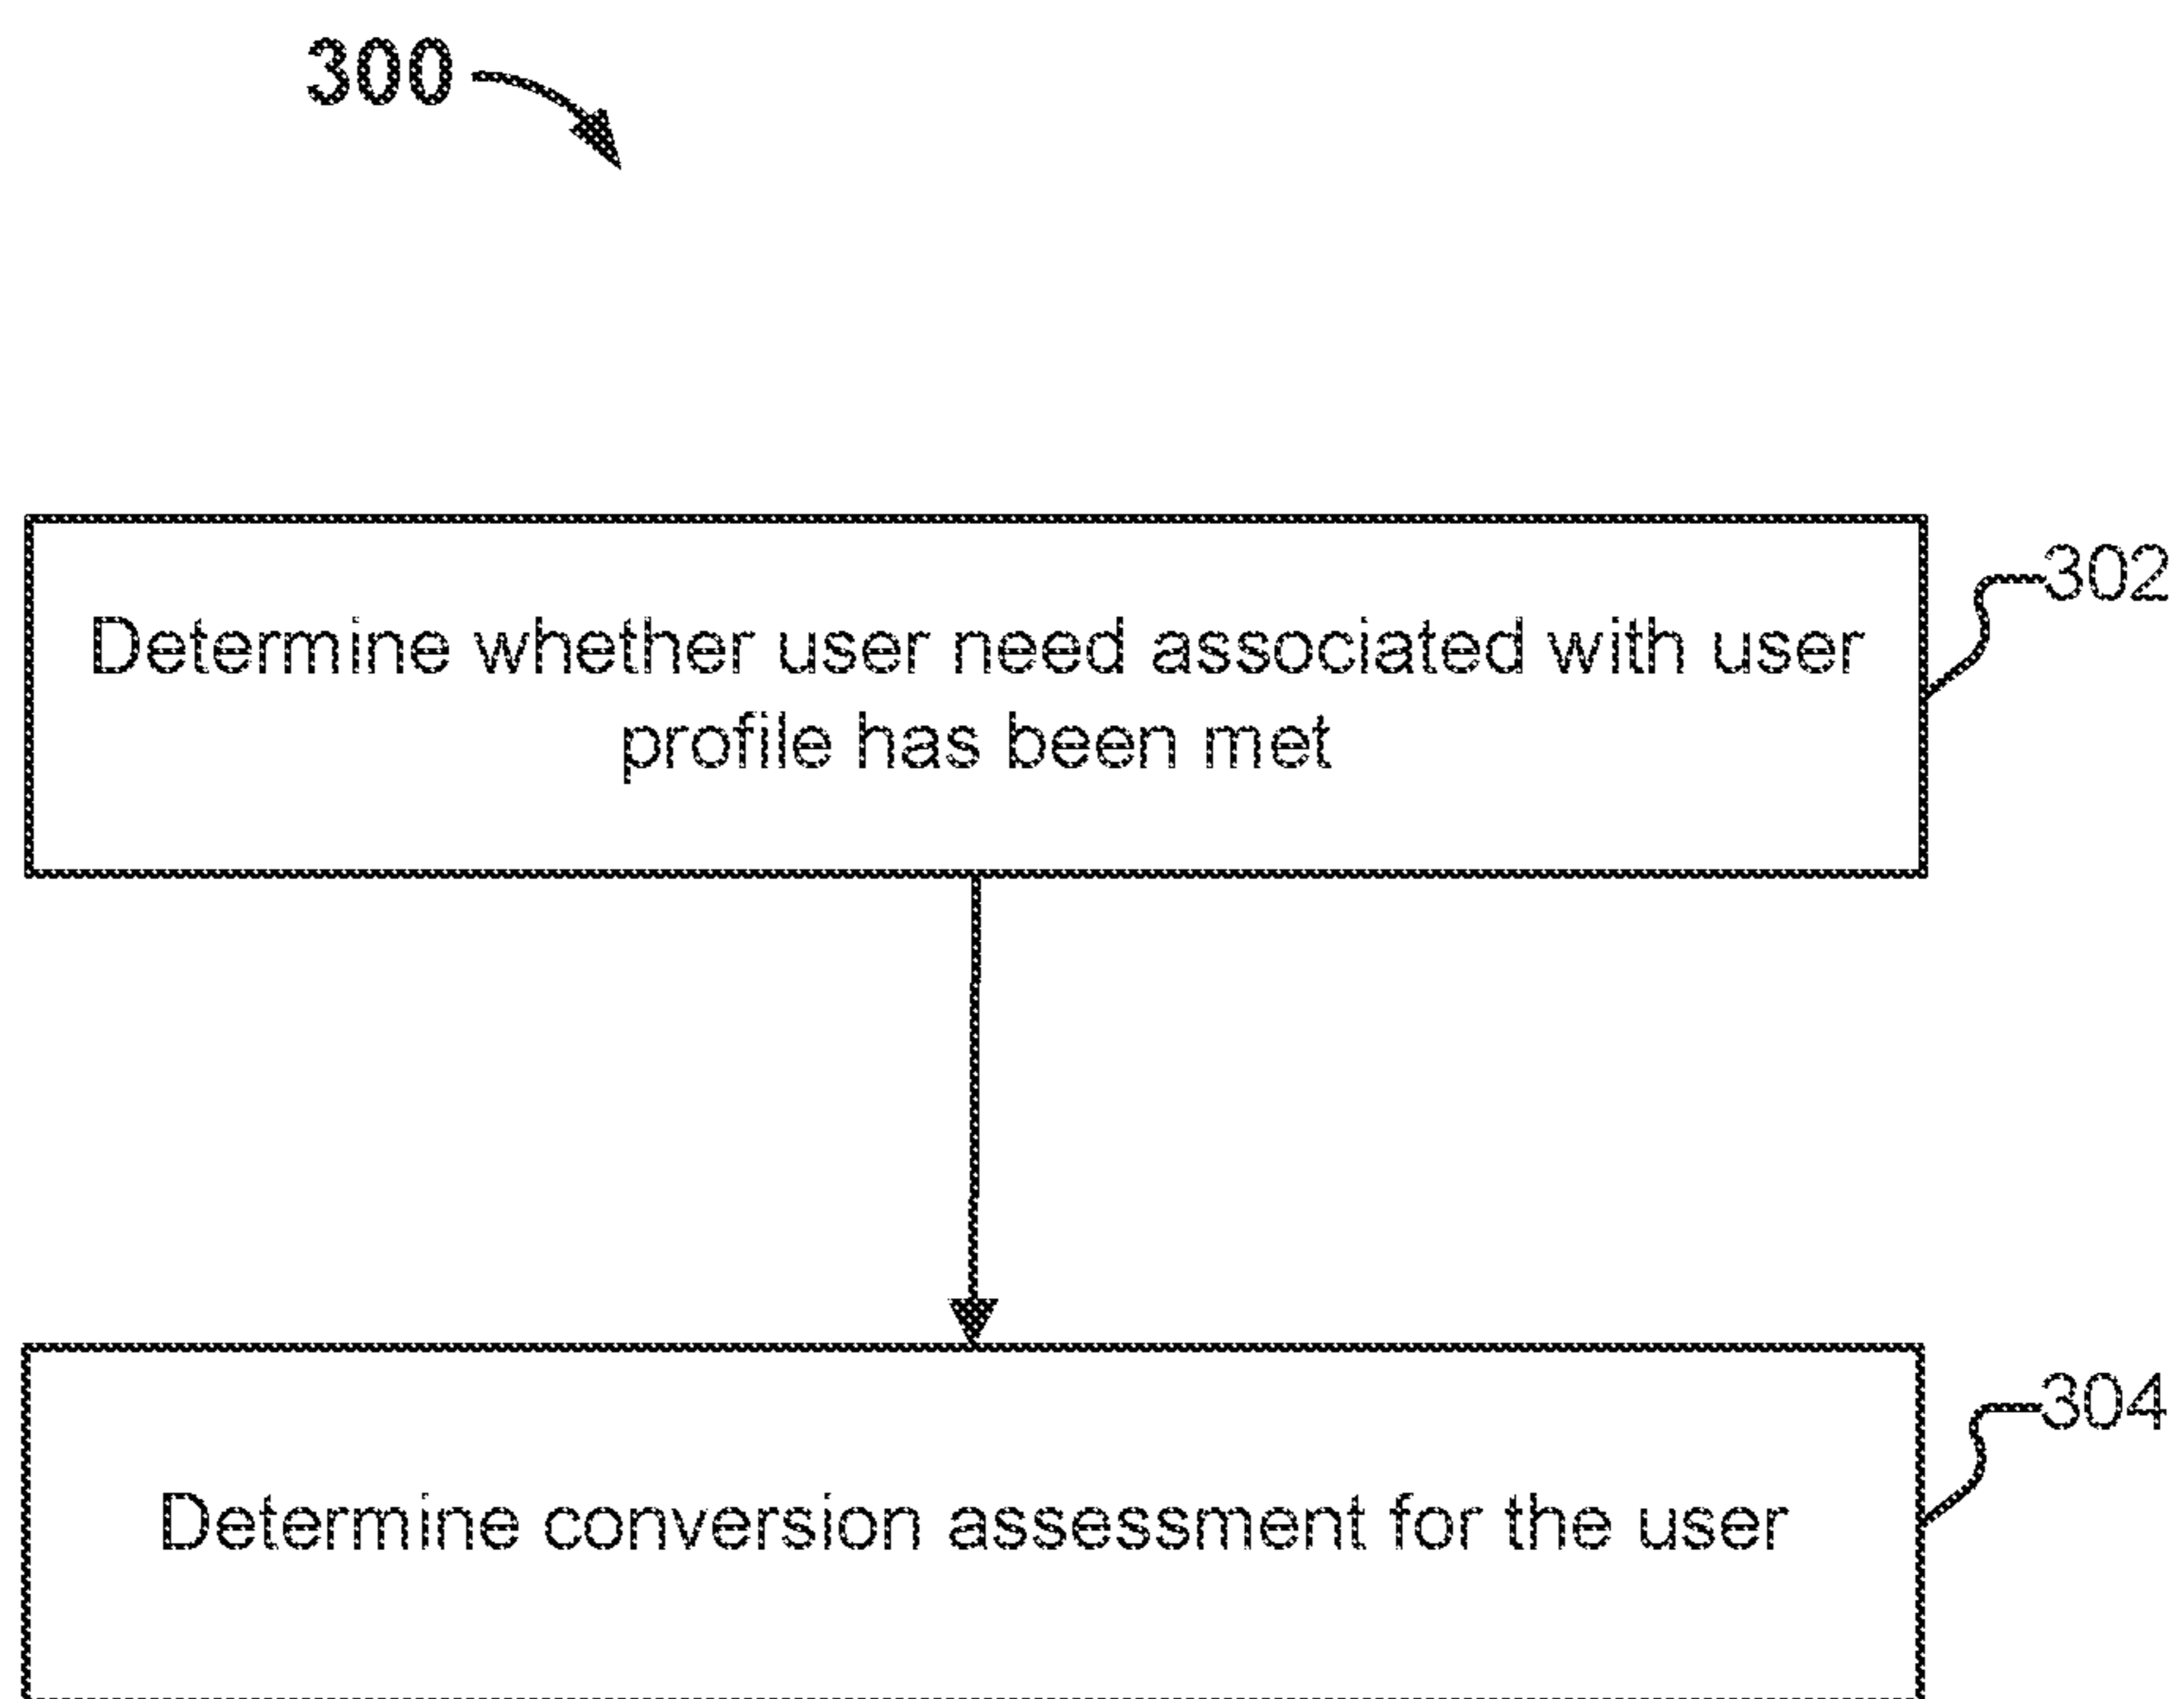 300
302
Determine whether user need associated with user
profile has been met
304
Determine conversion assessment for the user